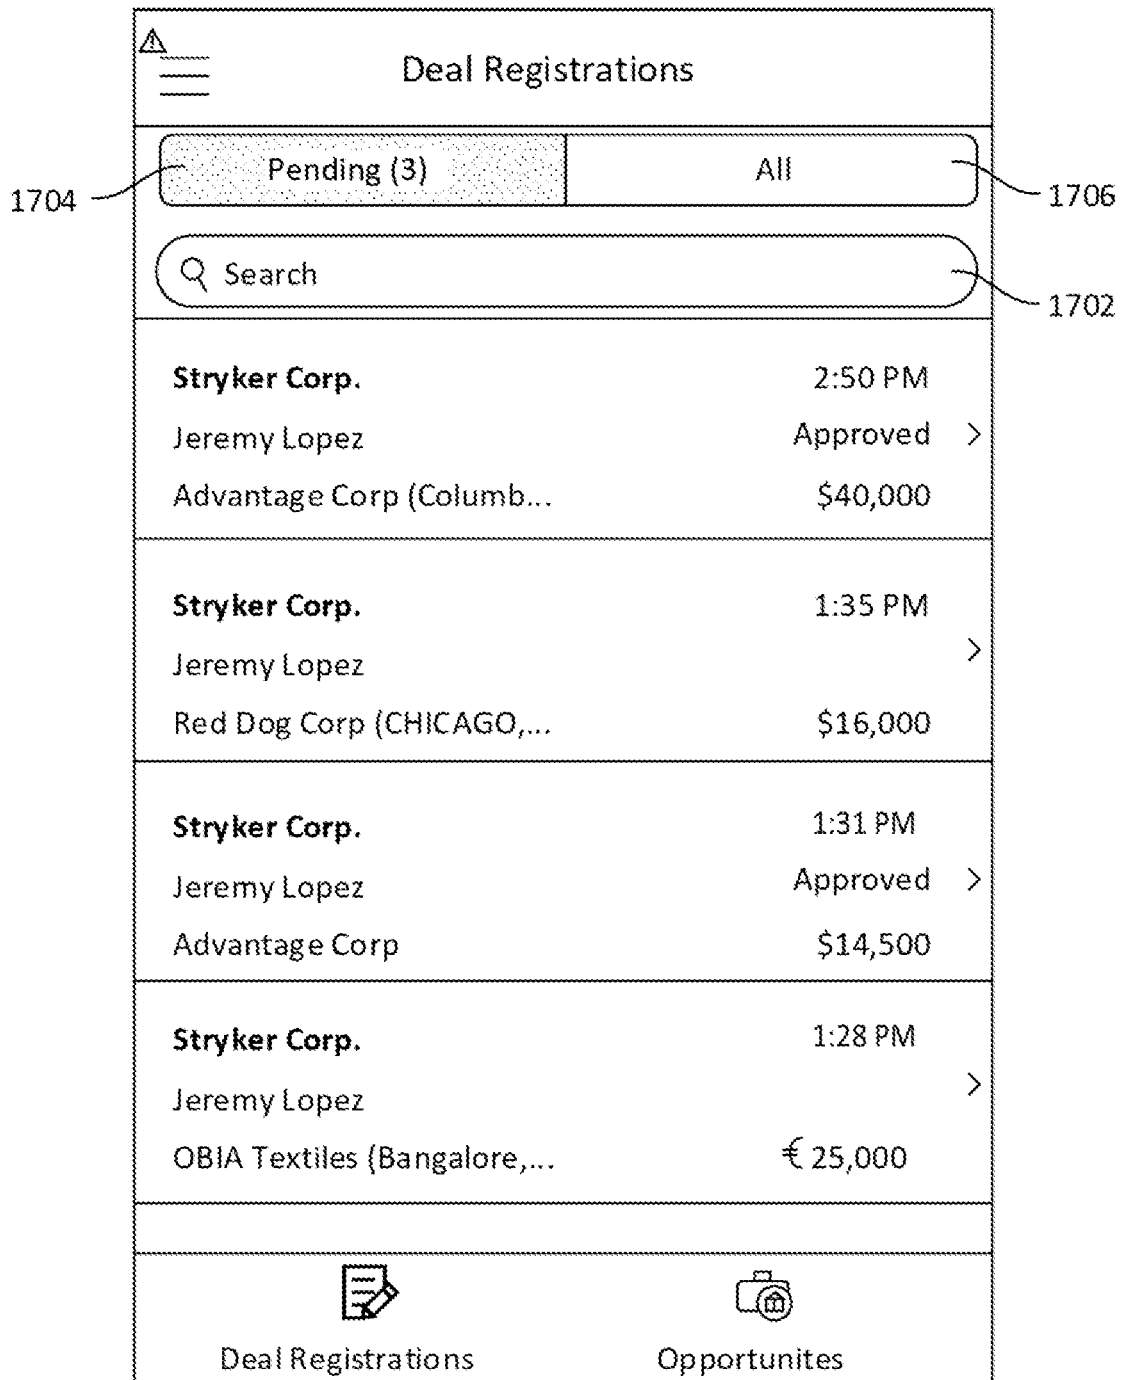 Deal Registrations
Pending (3) All
1704
1706
Search
1702
Stryker Corp. 2:50 PM
Jeremy Lopez Approved >
Advantage Corp (Columb... $40,000
Stryker Corp. 1:35 PM
Jeremy Lopez >
Red Dog Corp (CHICAGO,... $16,000
Stryker Corp. 1:31 PM
Jeremy Lopez Approved >
Advantage Corp $14,500
Stryker Corp. 1:28 PM
Jeremy Lopez >
OBIA Textiles (Bangalore,... € 25,000
Deal Registrations Opportunites